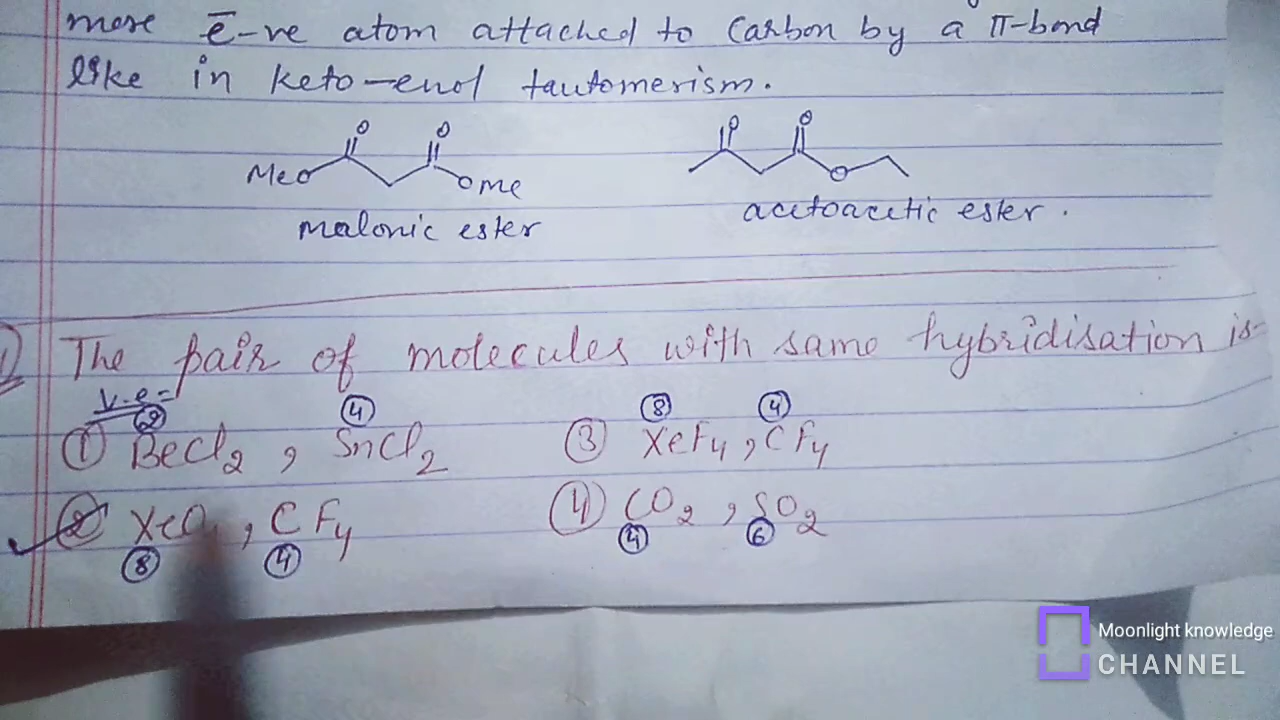 more e̅-ve atom attached to carbon by a π-bond
like in keto-enol tautomerism.
O O O O
MeO OMe O
malonic ester acetoacetic ester.
1) The pair of molecules with same hybridisation is-
V.e=
② ④ ⑧ ④
① BeCl2 , SnCl2 ③ XeF4 , CF4
② , CF4 ④ CO2 , SO2
⑧ ④ ④ ⑥
Moonlight knowledge
CHANNEL